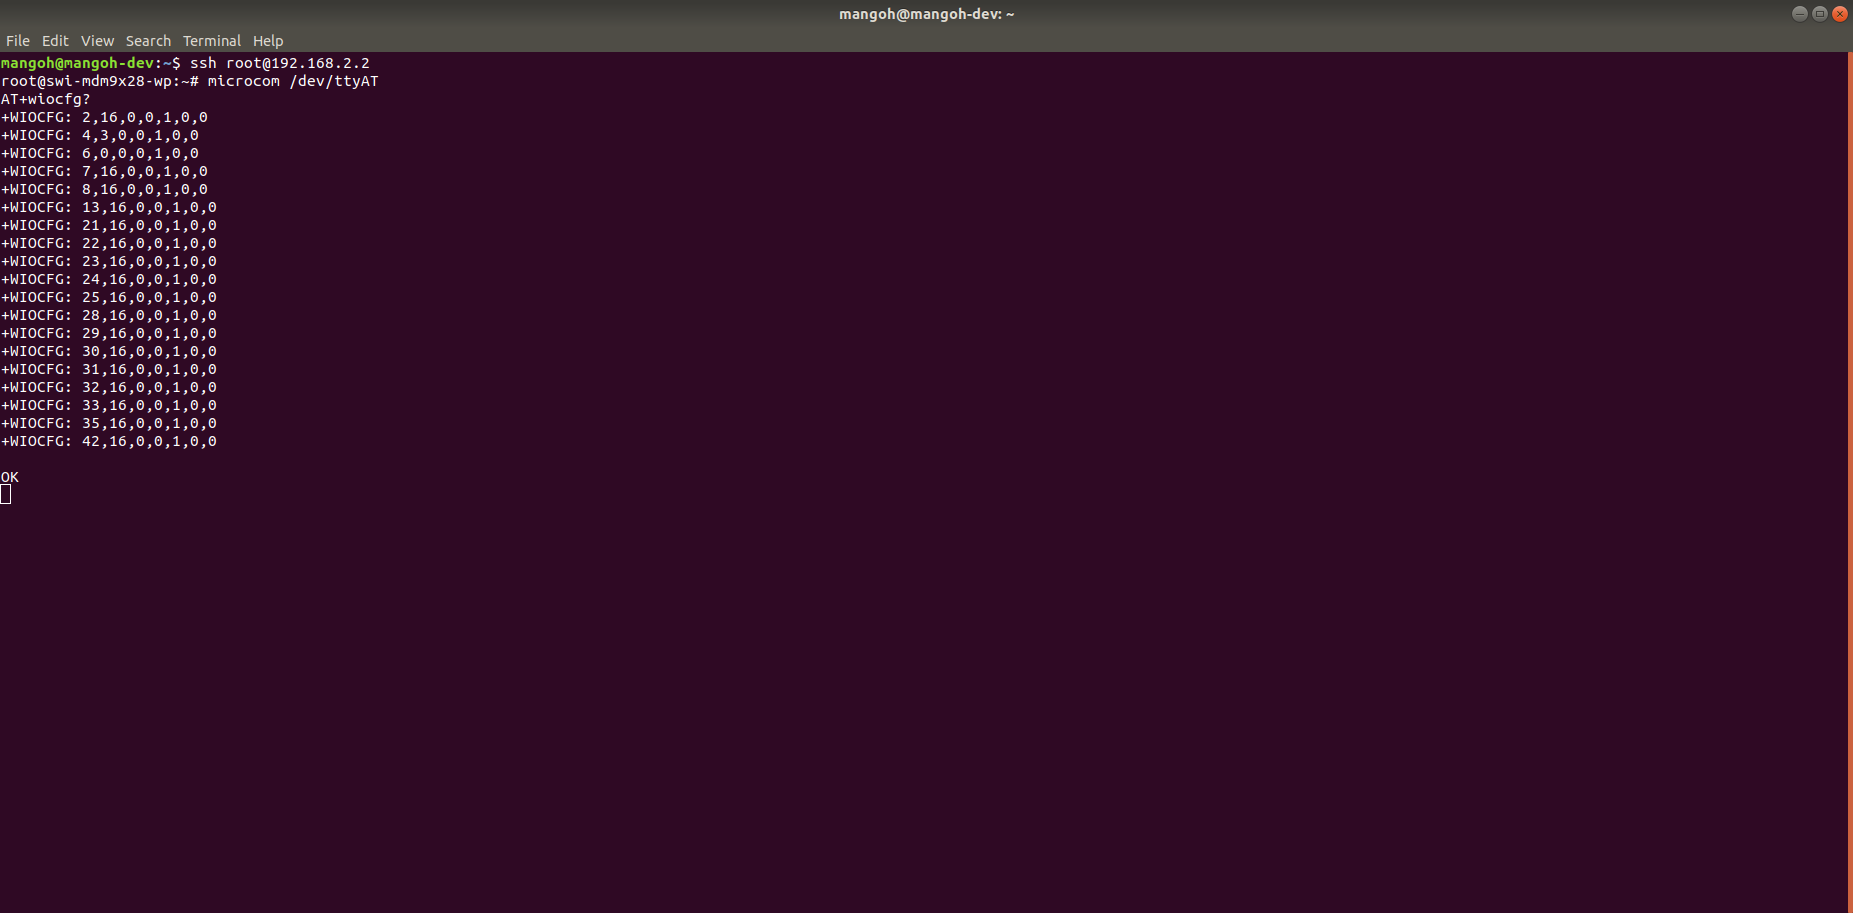 mangoh@mangoh-dev: ~
File Edit View Search Terminal Help
mangoh@mangoh-dev:~$ ssh root@192.168.2.2
root@swi-mdm9x28-wp:~# microcom /dev/ttyAT
AT+wiocfg?
+WIOCFG: 2,16,0,0,1,0,0
+WIOCFG: 4,3,0,0,1,0,0
+WIOCFG: 6,0,0,0,1,0,0
+WIOCFG: 7,16,0,0,1,0,0
+WIOCFG: 8,16,0,0,1,0,0
+WIOCFG: 13,16,0,0,1,0,0
+WIOCFG: 21,16,0,0,1,0,0
+WIOCFG: 22,16,0,0,1,0,0
+WIOCFG: 23,16,0,0,1,0,0
+WIOCFG: 24,16,0,0,1,0,0
+WIOCFG: 25,16,0,0,1,0,0
+WIOCFG: 28,16,0,0,1,0,0
+WIOCFG: 29,16,0,0,1,0,0
+WIOCFG: 30,16,0,0,1,0,0
+WIOCFG: 31,16,0,0,1,0,0
+WIOCFG: 32,16,0,0,1,0,0
+WIOCFG: 33,16,0,0,1,0,0
+WIOCFG: 35,16,0,0,1,0,0
+WIOCFG: 42,16,0,0,1,0,0
OK